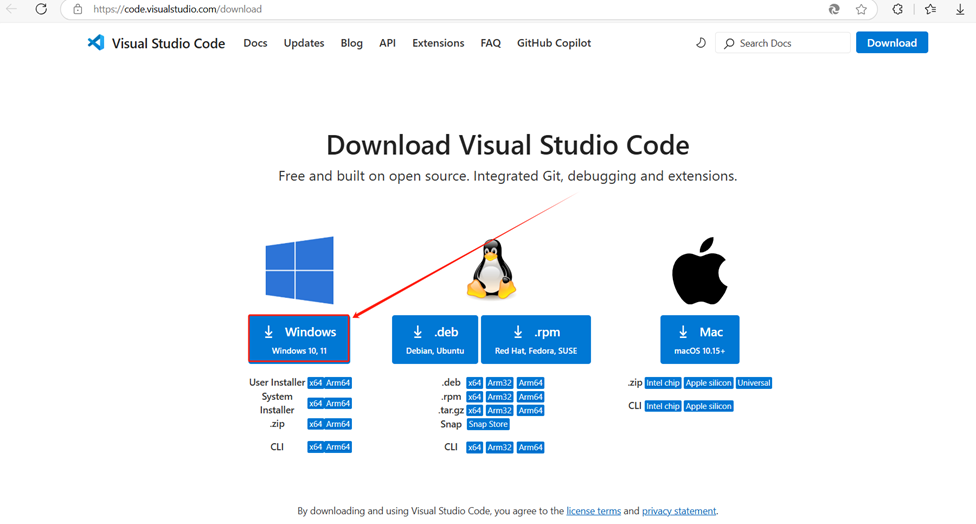 https://code.visualstudio.com/download
Visual Studio Code Docs Updates Blog API Extensions FAQ GitHub Copilot Search Docs Download
Download Visual Studio Code
Free and built on open source. Integrated Git, debugging and extensions.
Windows
Windows 10, 11
.deb
Debian, Ubuntu
.rpm
Red Hat, Fedora, SUSE
Mac
macOS 10.15+
User Installer x64 Arm64
System Installer x64 Arm64
.zip x64 Arm64
CLI x64 Arm64
.deb x64 Arm32 Arm64
.rpm x64 Arm32 Arm64
.tar.gz x64 Arm32 Arm64
Snap Snap Store
CLI x64 Arm32 Arm64
.zip Intel chip Apple silicon Universal
CLI Intel chip Apple silicon
By downloading and using Visual Studio Code, you agree to the license terms and privacy statement.